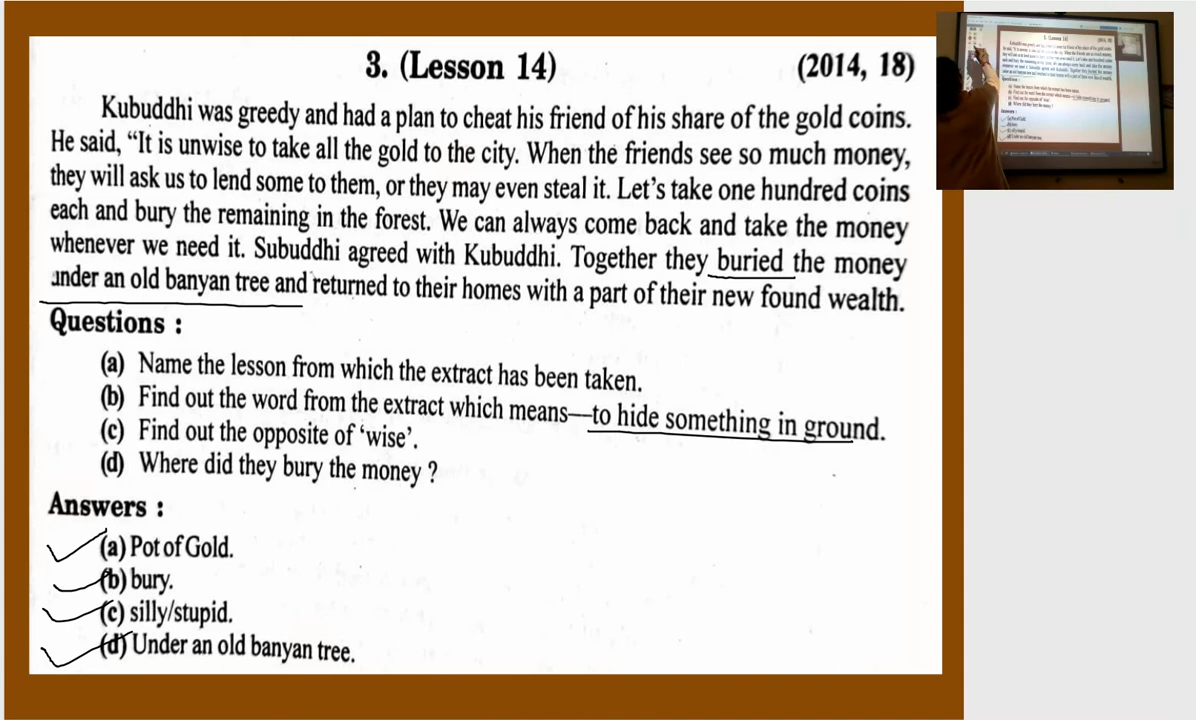 3. (Lesson 14) (2014, 18)
Kubuddhi was greedy and had a plan to cheat his friend of his share of the gold coins.
He said, “It is unwise to take all the gold to the city. When the friends see so much money,
they will ask us to lend some to them, or they may even steal it. Let’s take one hundred coins
each and bury the remaining in the forest. We can always come back and take the money
whenever we need it. Subuddhi agreed with Kubuddhi. Together they buried the money
under an old banyan tree and returned to their homes with a part of their new found wealth.
Questions :
(a) Name the lesson from which the extract has been taken.
(b) Find out the word from the extract which means—to hide something in ground.
(c) Find out the opposite of ‘wise’.
(d) Where did they bury the money ?
Answers :
(a) Pot of Gold.
(b) bury.
(c) silly/stupid.
(d) Under an old banyan tree.